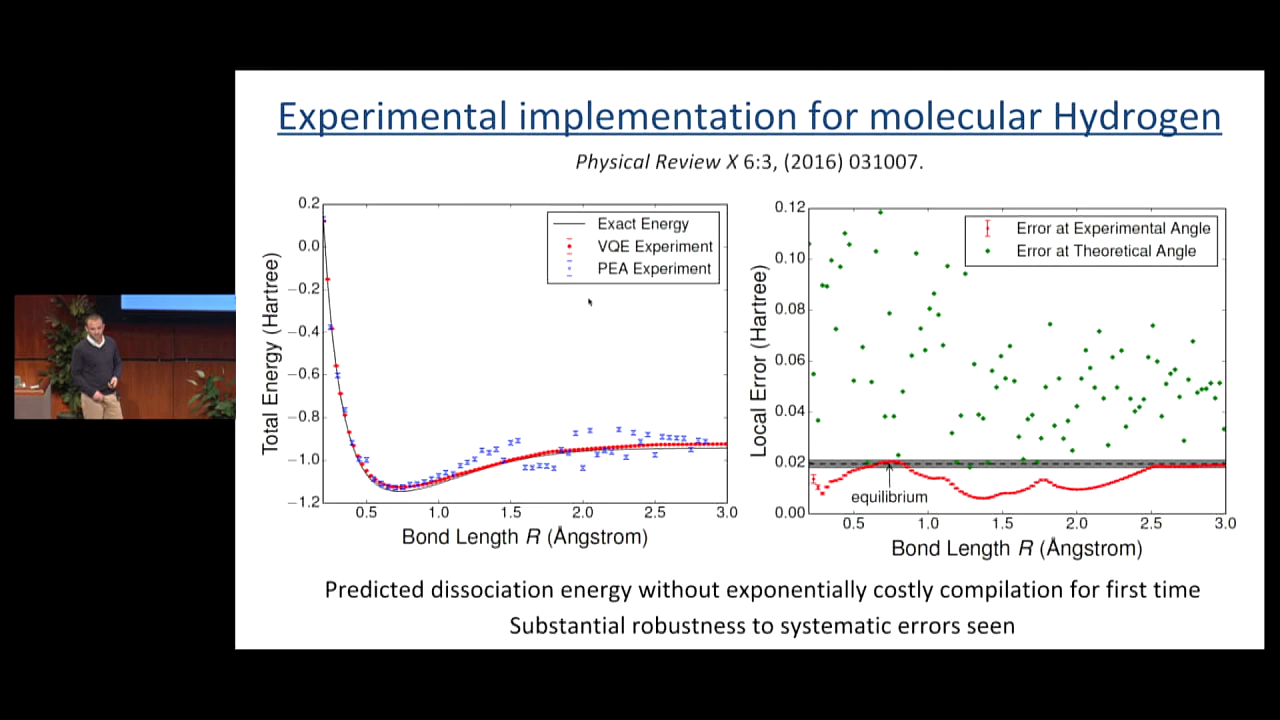 Experimental implementation for molecular Hydrogen
Physical Review X 6:3, (2016) 031007.
Total Energy (Hartree)
0.2
0.0
−0.2
−0.4
−0.6
−0.8
−1.0
−1.2
Exact Energy
VQE Experiment
PEA Experiment
0.5 1.0 1.5 2.0 2.5 3.0
Bond Length R (Ångstrom)
Local Error (Hartree)
0.12
0.10
0.08
0.06
0.04
0.02
0.00
Error at Experimental Angle
Error at Theoretical Angle
equilibrium
0.5 1.0 1.5 2.0 2.5 3.0
Bond Length R (Ångstrom)
Predicted dissociation energy without exponentially costly compilation for first time
Substantial robustness to systematic errors seen